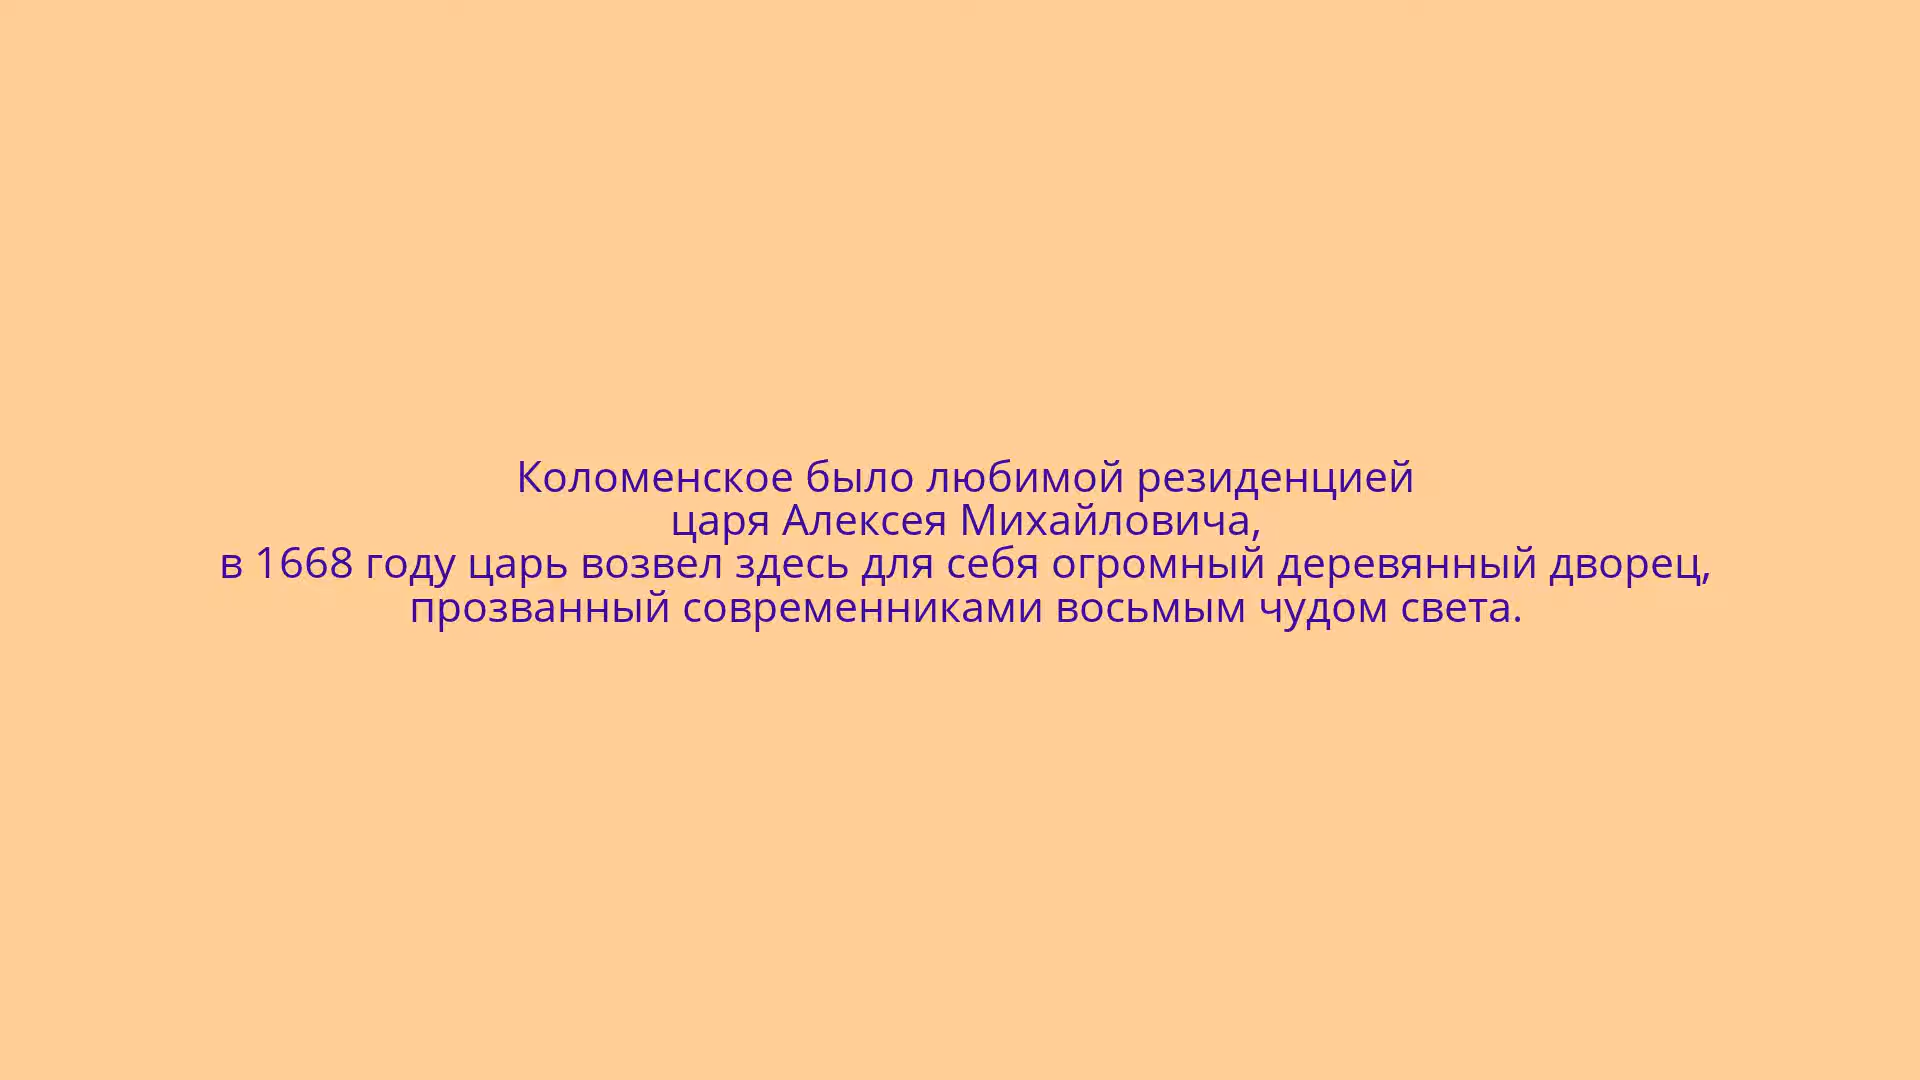 Коломенское было любимой резиденцией
царя Алексея Михайловича,
в 1668 году царь возвел здесь для себя огромный деревянный дворец,
прозванный современниками восьмым чудом света.